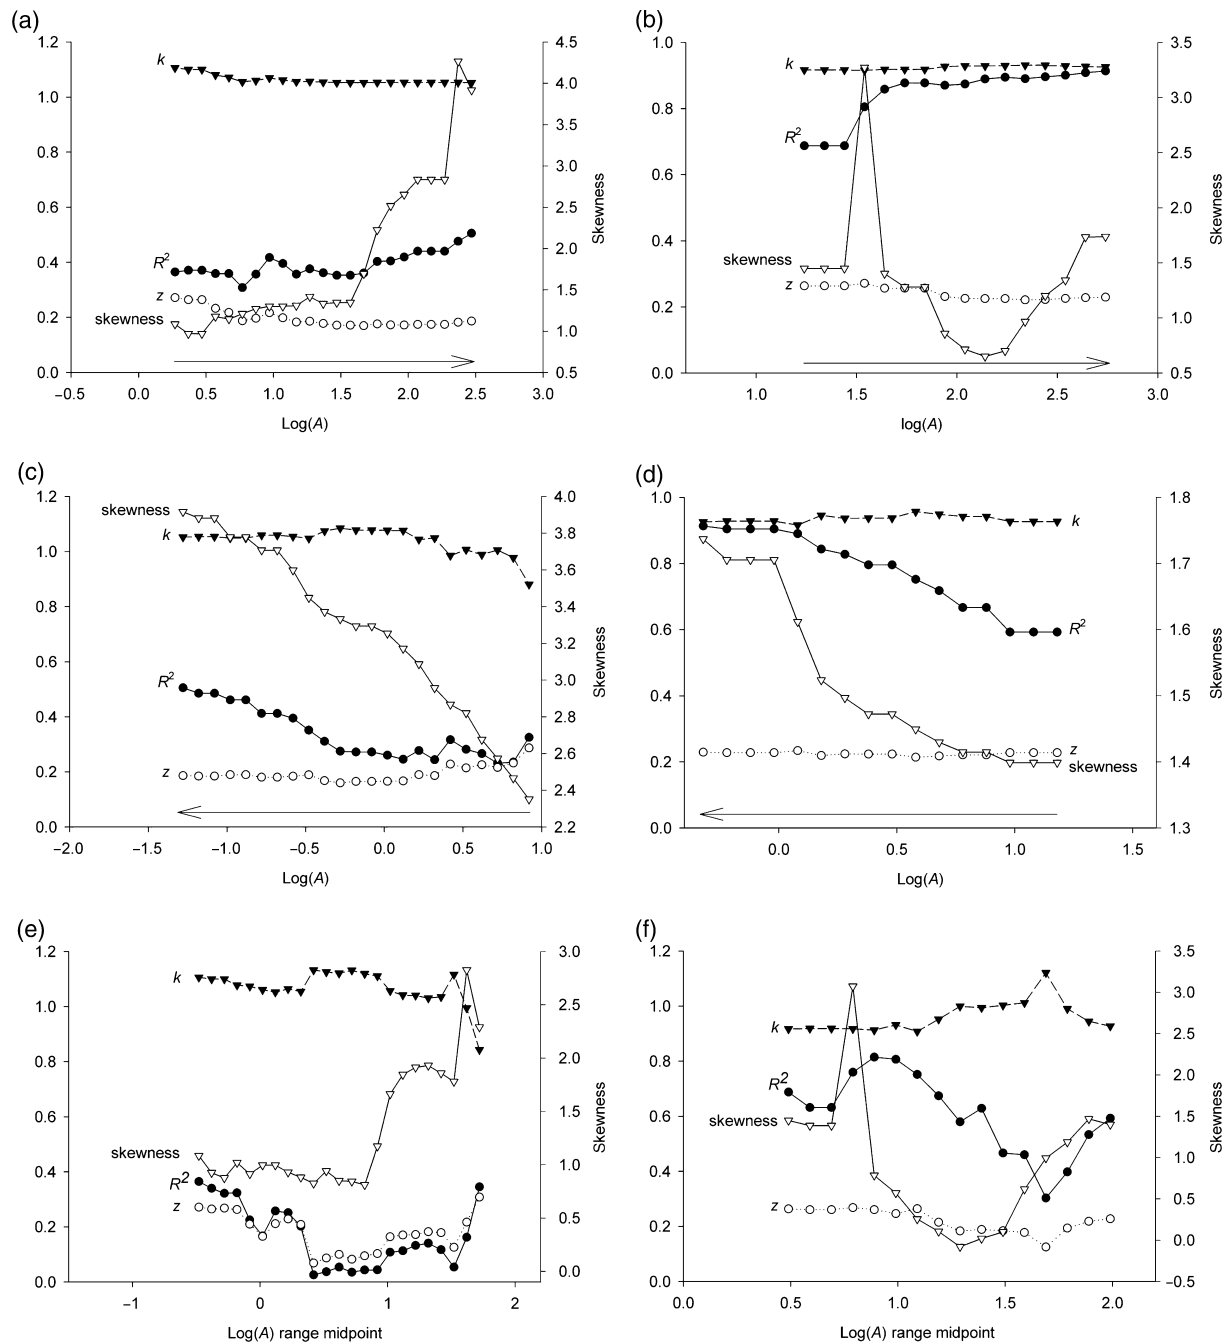 (a)
1.2
1.0
0.8
0.6
0.4
0.2
0.0
4.5
4.0
3.5
3.0
2.5
2.0
1.5
1.0
0.5
Skewness
k
R²
z
skewness
−0.5 0.0 0.5 1.0 1.5 2.0 2.5 3.0
Log(A)
(b)
1.0
0.8
0.6
0.4
0.2
0.0
3.5
3.0
2.5
2.0
1.5
1.0
0.5
Skewness
k
R²
skewness
z
1.0 1.5 2.0 2.5 3.0
log(A)
(c)
1.2
1.0
0.8
0.6
0.4
0.2
0.0
4.0
3.8
3.6
3.4
3.2
3.0
2.8
2.6
2.4
2.2
Skewness
skewness
k
R²
z
−2.0 −1.5 −1.0 −0.5 0.0 0.5 1.0
Log(A)
(d)
1.0
0.8
0.6
0.4
0.2
0.0
1.8
1.7
1.6
1.5
1.4
1.3
Skewness
k
R²
z
skewness
0.0 0.5 1.0 1.5
Log(A)
(e)
1.2
1.0
0.8
0.6
0.4
0.2
0.0
3.0
2.5
2.0
1.5
1.0
0.5
0.0
Skewness
k
skewness
R²
z
−1 0 1 2
Log(A) range midpoint
(f)
1.2
1.0
0.8
0.6
0.4
0.2
0.0
3.5
3.0
2.5
2.0
1.5
1.0
0.5
0.0
−0.5
Skewness
k
R²
skewness
z
0.0 0.5 1.0 1.5 2.0
Log(A) range midpoint